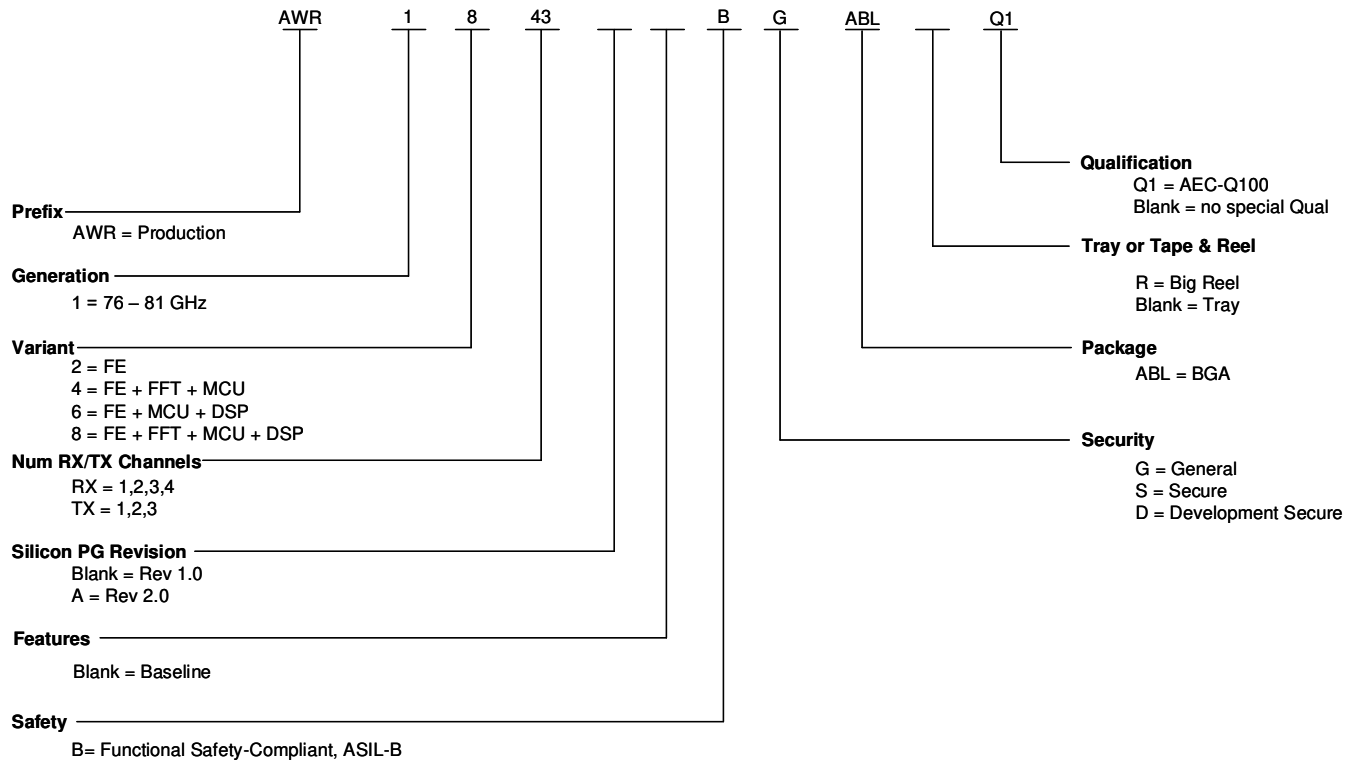 AWR 1 8 43 B G ABL Q1
Prefix
AWR = Production
Generation
1 = 76 – 81 GHz
Variant
2 = FE
4 = FE + FFT + MCU
6 = FE + MCU + DSP
8 = FE + FFT + MCU + DSP
Num RX/TX Channels
RX = 1,2,3,4
TX = 1,2,3
Silicon PG Revision
Blank = Rev 1.0
A = Rev 2.0
Features
Blank = Baseline
Safety
B= Functional Safety-Compliant, ASIL-B
Qualification
Q1 = AEC-Q100
Blank = no special Qual
Tray or Tape & Reel
R = Big Reel
Blank = Tray
Package
ABL = BGA
Security
G = General
S = Secure
D = Development Secure